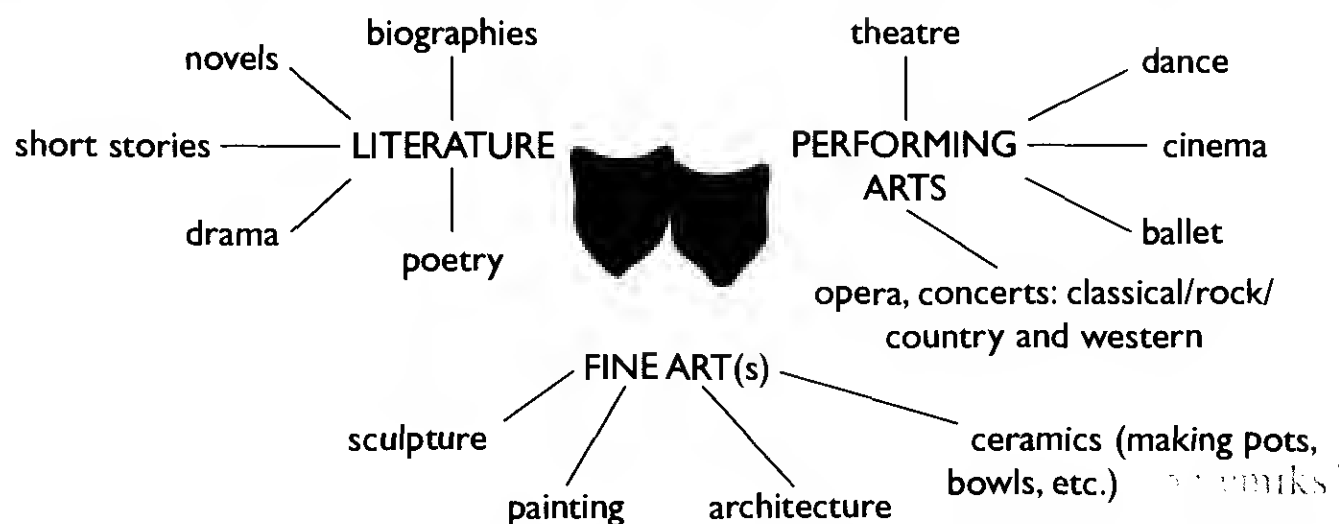 biographies
novels
short stories
LITERATURE
drama
poetry
theatre
dance
PERFORMING
ARTS
cinema
ballet
opera, concerts: classical/rock/
country and western
FINE ART(s)
sculpture
painting
architecture
ceramics (making pots,
bowls, etc.)